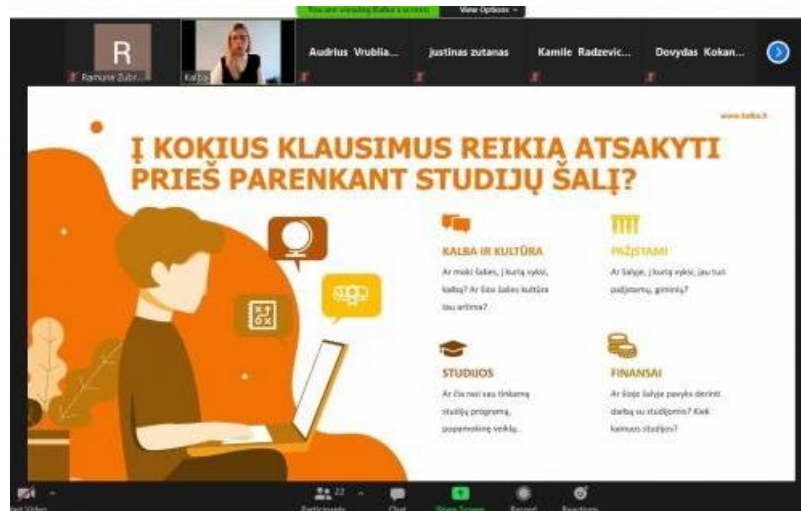 You are viewing Kalba's screen View Options
R
Ramune Zubr...
Kalba
Audrius Vrublia...
justinas zutanas
Kamile Radzevic...
Dovydas Kokan...
www.kalba.lt
Į KOKIUS KLAUSIMUS REIKIA ATSAKYTI
PRIEŠ PARENKANT STUDIJŲ ŠALĮ?
KALBA IR KULTŪRA
Ar moki šalies, į kurią vyksi,
kalbą? Ar šios šalies kultūra
tau artima?
PAŽĮSTAMI
Ar šalyje, į kurią vyksi, jau turi
pažįstamų, giminių?
STUDIJOS
Ar čia rasi sau tinkamą
studijų programą,
popamokinę veiklą...
FINANSAI
Ar šioje šalyje pavyks derinti
darbą su studijomis? Kiek
kainuos studijos?
22
Start Video
Participants
Chat
Share Screen
Record
Reactions